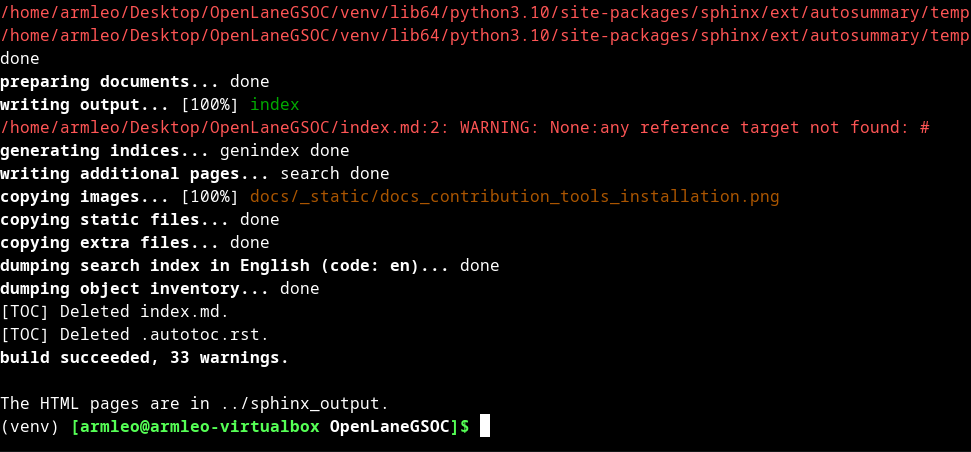 /home/armleo/Desktop/OpenLaneGSOC/venv/lib64/python3.10/site-packages/sphinx/ext/autosummary/temp
/home/armleo/Desktop/OpenLaneGSOC/venv/lib64/python3.10/site-packages/sphinx/ext/autosummary/temp
done
preparing documents... done
writing output... [100%] index
/home/armleo/Desktop/OpenLaneGSOC/index.md:2: WARNING: None:any reference target not found: #
generating indices... genindex done
writing additional pages... search done
copying images... [100%] docs/_static/docs_contribution_tools_installation.png
copying static files... done
copying extra files... done
dumping search index in English (code: en)... done
dumping object inventory... done
[TOC] Deleted index.md.
[TOC] Deleted .autotoc.rst.
build succeeded, 33 warnings.
The HTML pages are in ../sphinx_output.
(venv) [armleo@armleo-virtualbox OpenLaneGSOC]$